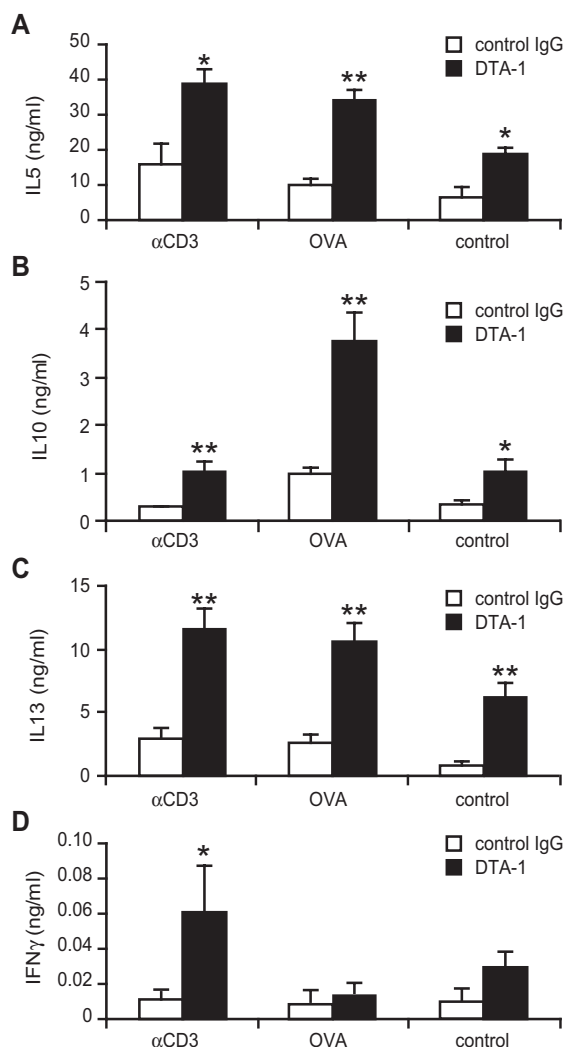 A
IL5 (ng/ml)
50
40
30
20
10
0
* ** *
control IgG
DTA-1
αCD3 OVA control
B
IL10 (ng/ml)
5
4
3
2
1
0
** ** *
control IgG
DTA-1
αCD3 OVA control
C
IL13 (ng/ml)
15
10
5
0
** ** **
control IgG
DTA-1
αCD3 OVA control
D
IFNγ (ng/ml)
0.10
0.08
0.06
0.04
0.02
0
*
control IgG
DTA-1
αCD3 OVA control